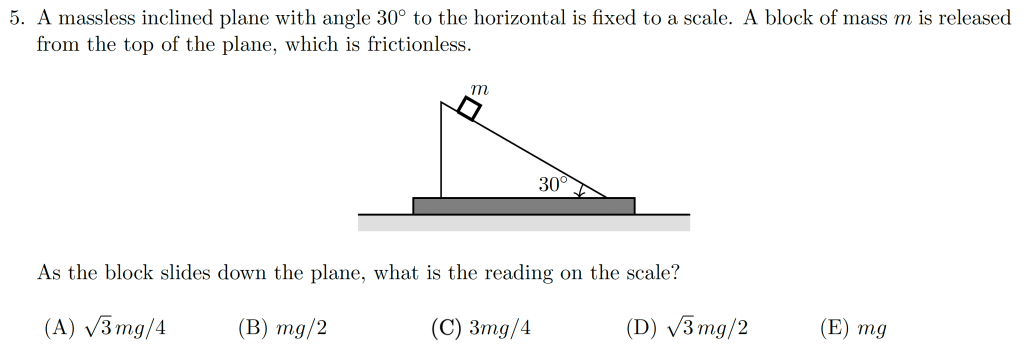 5. A massless inclined plane with angle 30° to the horizontal is fixed to a scale. A block of mass m is released
from the top of the plane, which is frictionless.
m
30°
As the block slides down the plane, what is the reading on the scale?
(A) √3mg/4 (B) mg/2 (C) 3mg/4 (D) √3mg/2 (E) mg